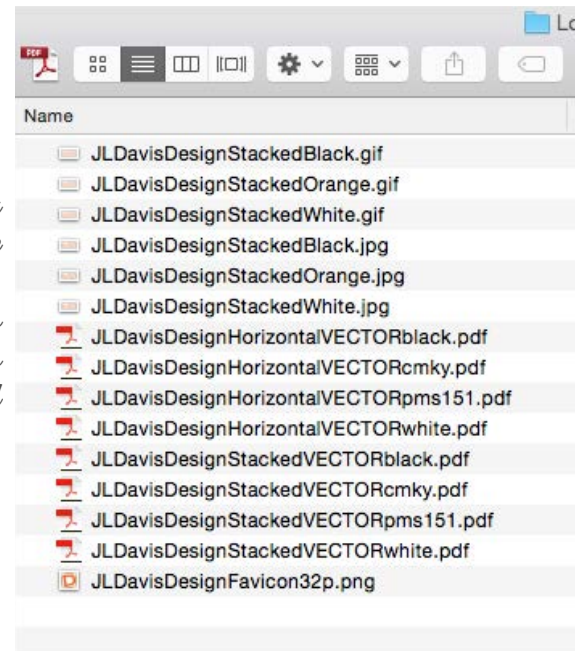 Lo
Name
JLDavisDesignStackedBlack.gif
JLDavisDesignStackedOrange.gif
JLDavisDesignStackedWhite.gif
JLDavisDesignStackedBlack.jpg
JLDavisDesignStackedOrange.jpg
JLDavisDesignStackedWhite.jpg
JLDavisDesignHorizontalVECTORblack.pdf
JLDavisDesignHorizontalVECTORcmky.pdf
JLDavisDesignHorizontalVECTORpms151.pdf
JLDavisDesignHorizontalVECTORwhite.pdf
JLDavisDesignStackedVECTORblack.pdf
JLDavisDesignStackedVECTORcmky.pdf
JLDavisDesignStackedVECTORpms151.pdf
JLDavisDesignStackedVECTORwhite.pdf
JLDavisDesignFavicon32p.png